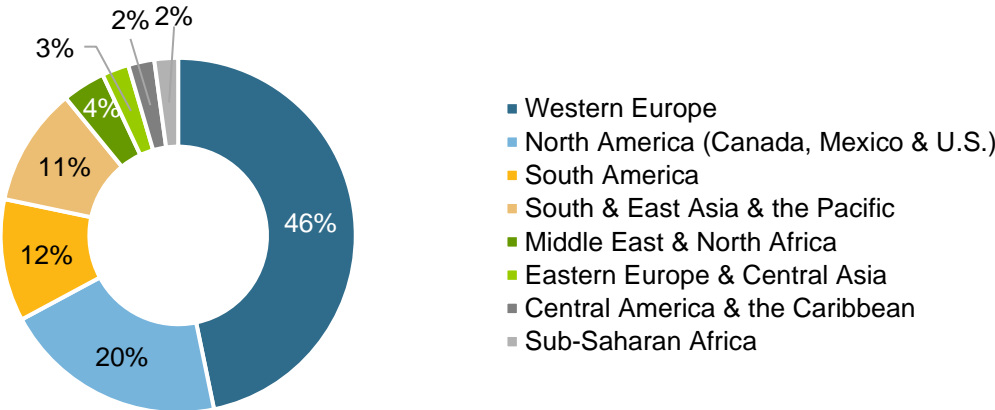 2%
2%
3%
4%
11%
46%
12%
20%
Western Europe
North America (Canada, Mexico & U.S.)
South America
South & East Asia & the Pacific
Middle East & North Africa
Eastern Europe & Central Asia
Central America & the Caribbean
Sub-Saharan Africa